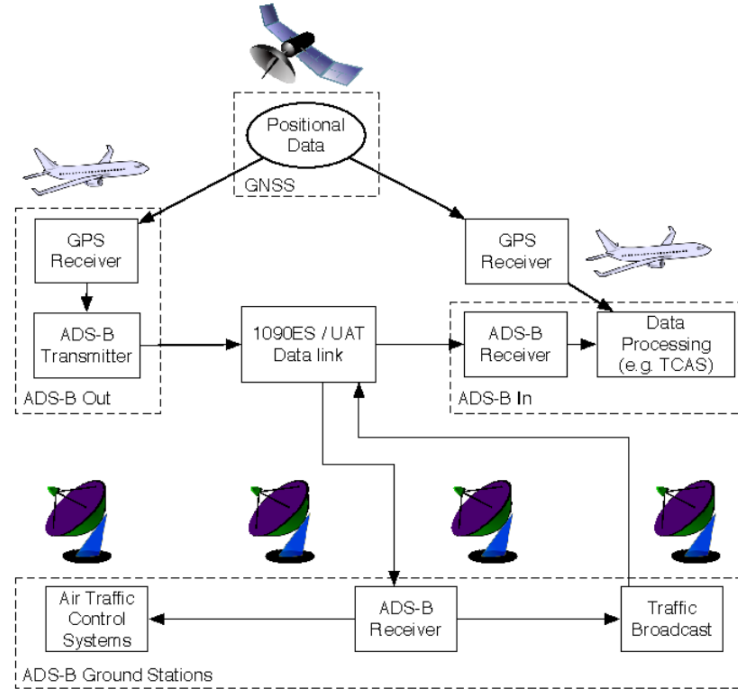 Positional
Data
GNSS
GPS
Receiver
GPS
Receiver
ADS-B
Transmitter
1090ES / UAT
Data link
ADS-B
Receiver
Data
Processing
(e.g. TCAS)
ADS-B Out
ADS-B In
Air Traffic
Control
Systems
ADS-B
Receiver
Traffic
Broadcast
ADS-B Ground Stations